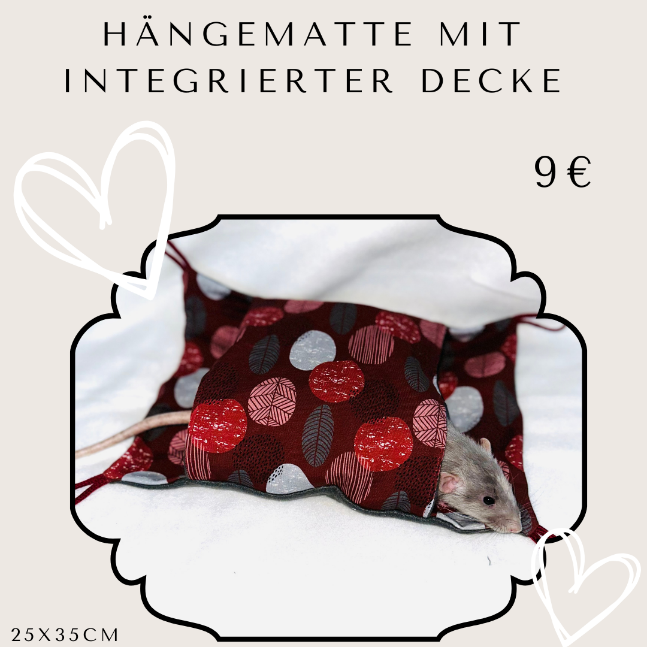 HÄNGEMATTE MIT
INTEGRIERTER DECKE
9€
25X35CM